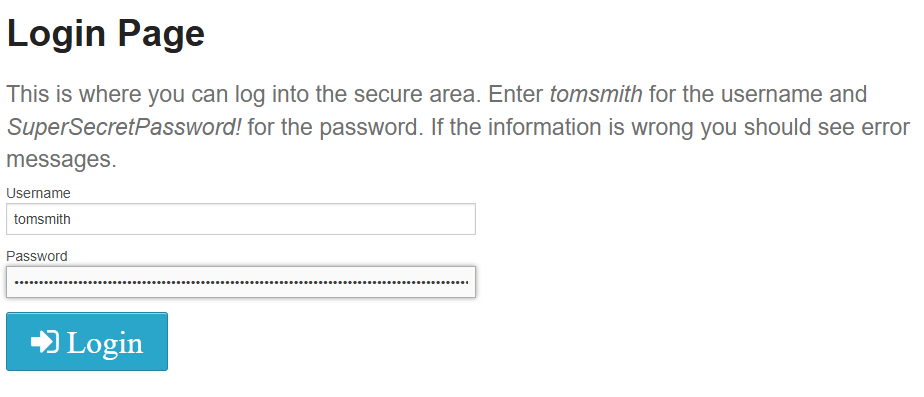 Login Page
This is where you can log into the secure area. Enter tomsmith for the username and
SuperSecretPassword! for the password. If the information is wrong you should see error
messages.
Username
tomsmith
Password
Login